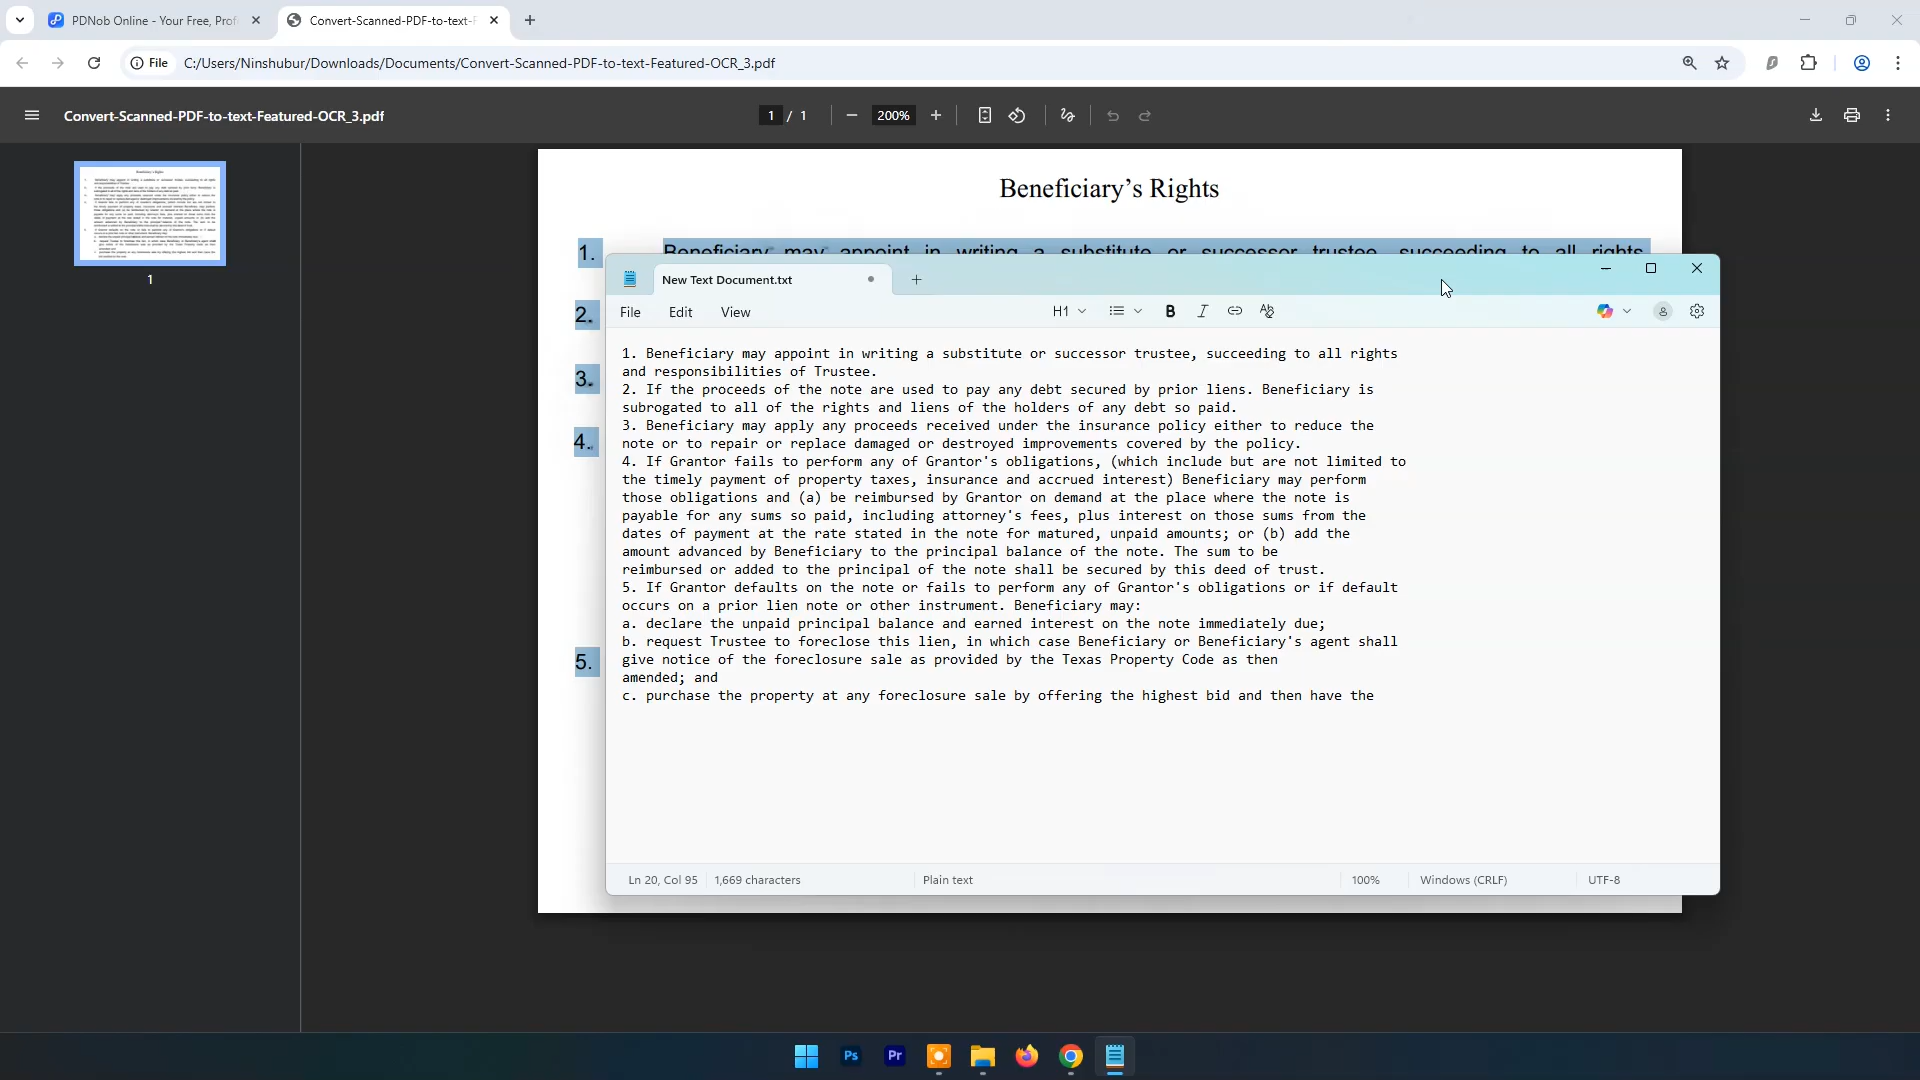 PDNob Online - Your Free, Prof
Convert-Scanned-PDF-to-text-F
File
C:/Users/Ninshubur/Downloads/Documents/Convert-Scanned-PDF-to-text-Featured-OCR_3.pdf
Convert-Scanned-PDF-to-text-Featured-OCR_3.pdf
1 / 1
200%
1
Beneficiary's Rights
1. Beneficiary may appoint in writing a substitute or successor trustee, succeeding to all rights
2.
3.
4.
5.
New Text Document.txt
File Edit View
H1
1. Beneficiary may appoint in writing a substitute or successor trustee, succeeding to all rights
and responsibilities of Trustee.
2. If the proceeds of the note are used to pay any debt secured by prior liens. Beneficiary is
subrogated to all of the rights and liens of the holders of any debt so paid.
3. Beneficiary may apply any proceeds received under the insurance policy either to reduce the
note or to repair or replace damaged or destroyed improvements covered by the policy.
4. If Grantor fails to perform any of Grantor's obligations, (which include but are not limited to
the timely payment of property taxes, insurance and accrued interest) Beneficiary may perform
those obligations and (a) be reimbursed by Grantor on demand at the place where the note is
payable for any sums so paid, including attorney's fees, plus interest on those sums from the
dates of payment at the rate stated in the note for matured, unpaid amounts; or (b) add the
amount advanced by Beneficiary to the principal balance of the note. The sum to be
reimbursed or added to the principal of the note shall be secured by this deed of trust.
5. If Grantor defaults on the note or fails to perform any of Grantor's obligations or if default
occurs on a prior lien note or other instrument. Beneficiary may:
a. declare the unpaid principal balance and earned interest on the note immediately due;
b. request Trustee to foreclose this lien, in which case Beneficiary or Beneficiary's agent shall
give notice of the foreclosure sale as provided by the Texas Property Code as then
amended; and
c. purchase the property at any foreclosure sale by offering the highest bid and then have the
Ln 20, Col 95 1,669 characters Plain text 100% Windows (CRLF) UTF-8
Ps Pr